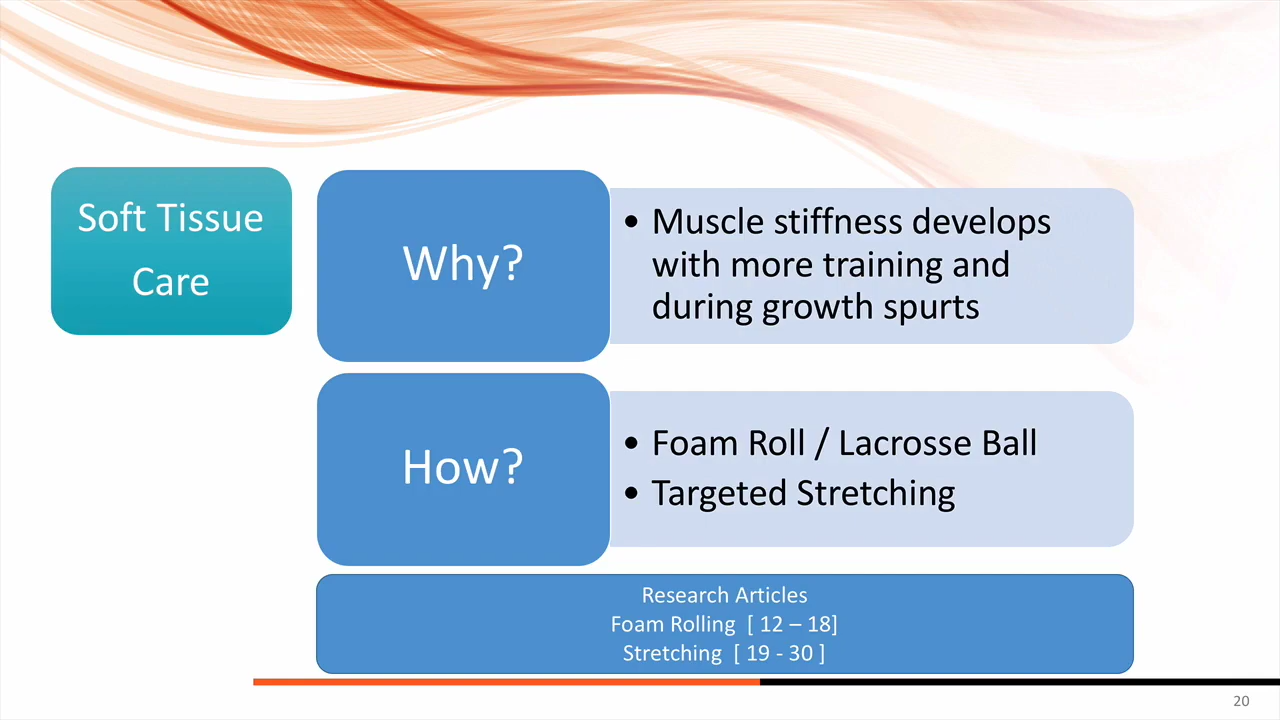 Soft Tissue
Care
Why?
• Muscle stiffness develops
with more training and
during growth spurts
How?
• Foam Roll / Lacrosse Ball
• Targeted Stretching
Research Articles
Foam Rolling [ 12 – 18]
Stretching [ 19 - 30 ]
20